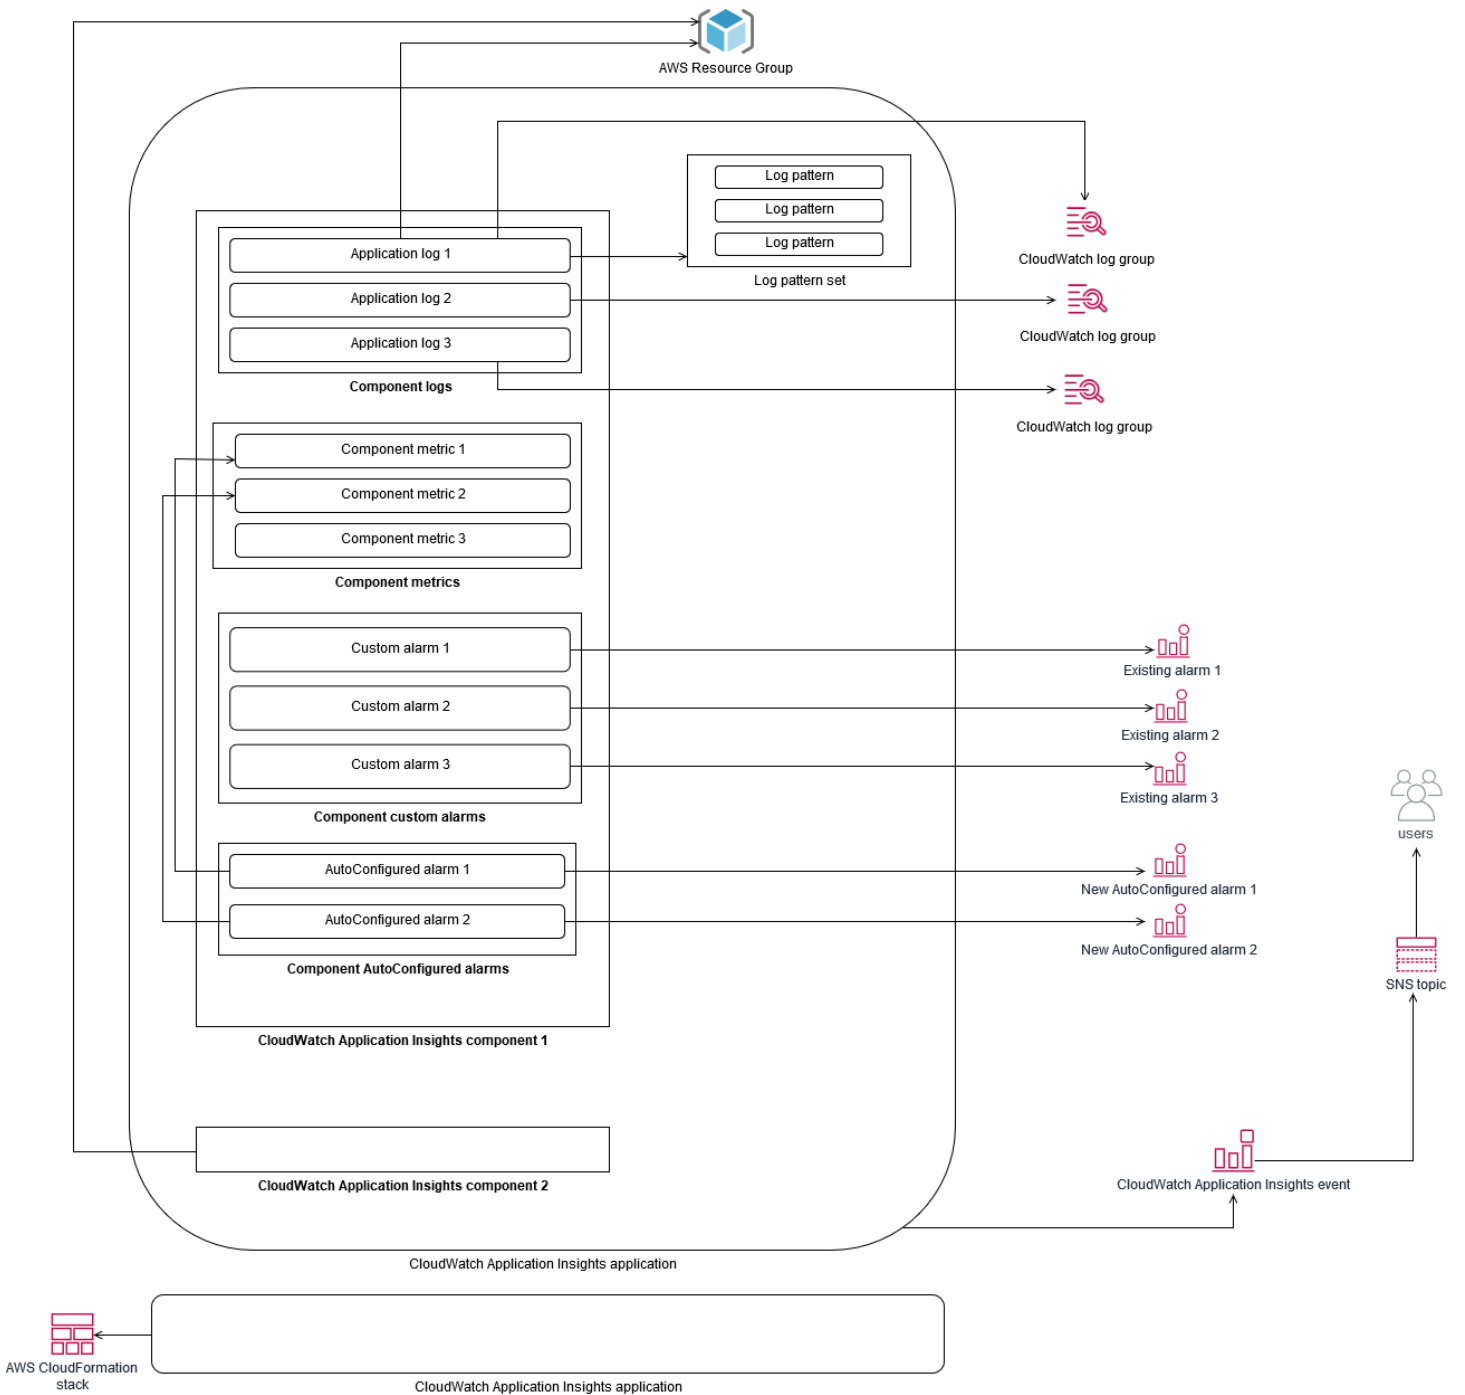 AWS Resource Group
Log pattern
Log pattern
Log pattern
Log pattern set
Application log 1
Application log 2
Application log 3
Component logs
CloudWatch log group
CloudWatch log group
CloudWatch log group
Component metric 1
Component metric 2
Component metric 3
Component metrics
Custom alarm 1
Custom alarm 2
Custom alarm 3
Component custom alarms
Existing alarm 1
Existing alarm 2
Existing alarm 3
users
AutoConfigured alarm 1
AutoConfigured alarm 2
Component AutoConfigured alarms
New AutoConfigured alarm 1
New AutoConfigured alarm 2
SNS topic
CloudWatch Application Insights component 1
CloudWatch Application Insights component 2
CloudWatch Application Insights event
CloudWatch Application Insights application
AWS CloudFormation
stack
CloudWatch Application Insights application